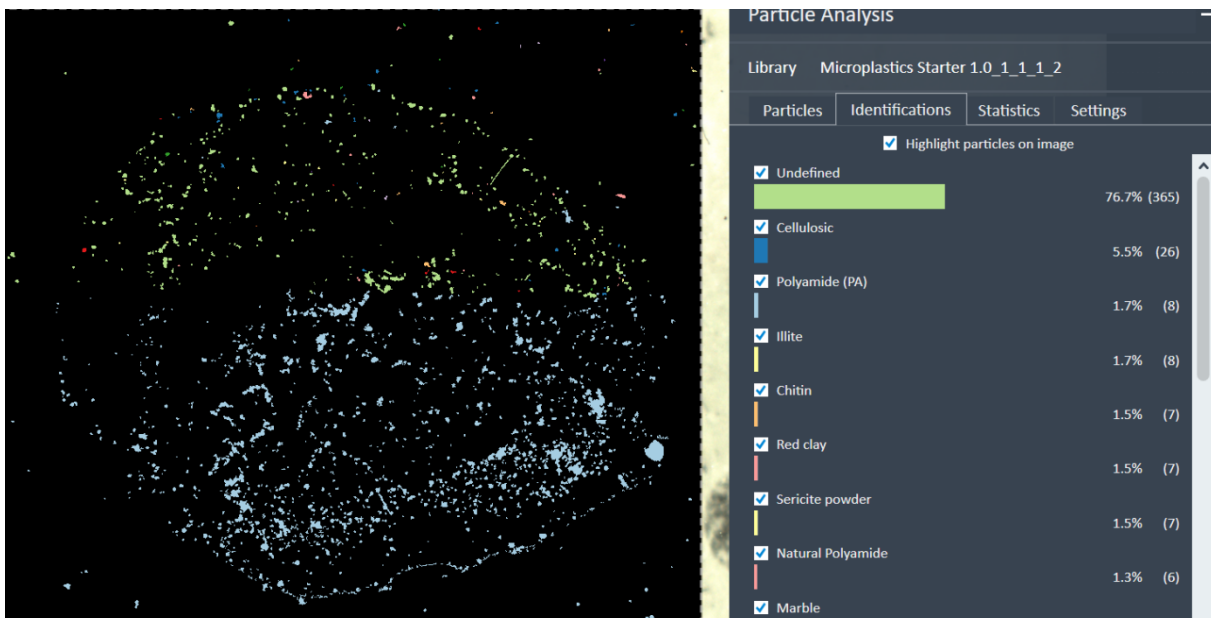 Particle Analysis
Library Microplastics Starter 1.0_1_1_1_2
Particles Identifications Statistics Settings
Highlight particles on image
Undefined
76.7% (365)
Cellulosic
5.5% (26)
Polyamide (PA)
1.7% (8)
Illite
1.7% (8)
Chitin
1.5% (7)
Red clay
1.5% (7)
Sericite powder
1.5% (7)
Natural Polyamide
1.3% (6)
Marble